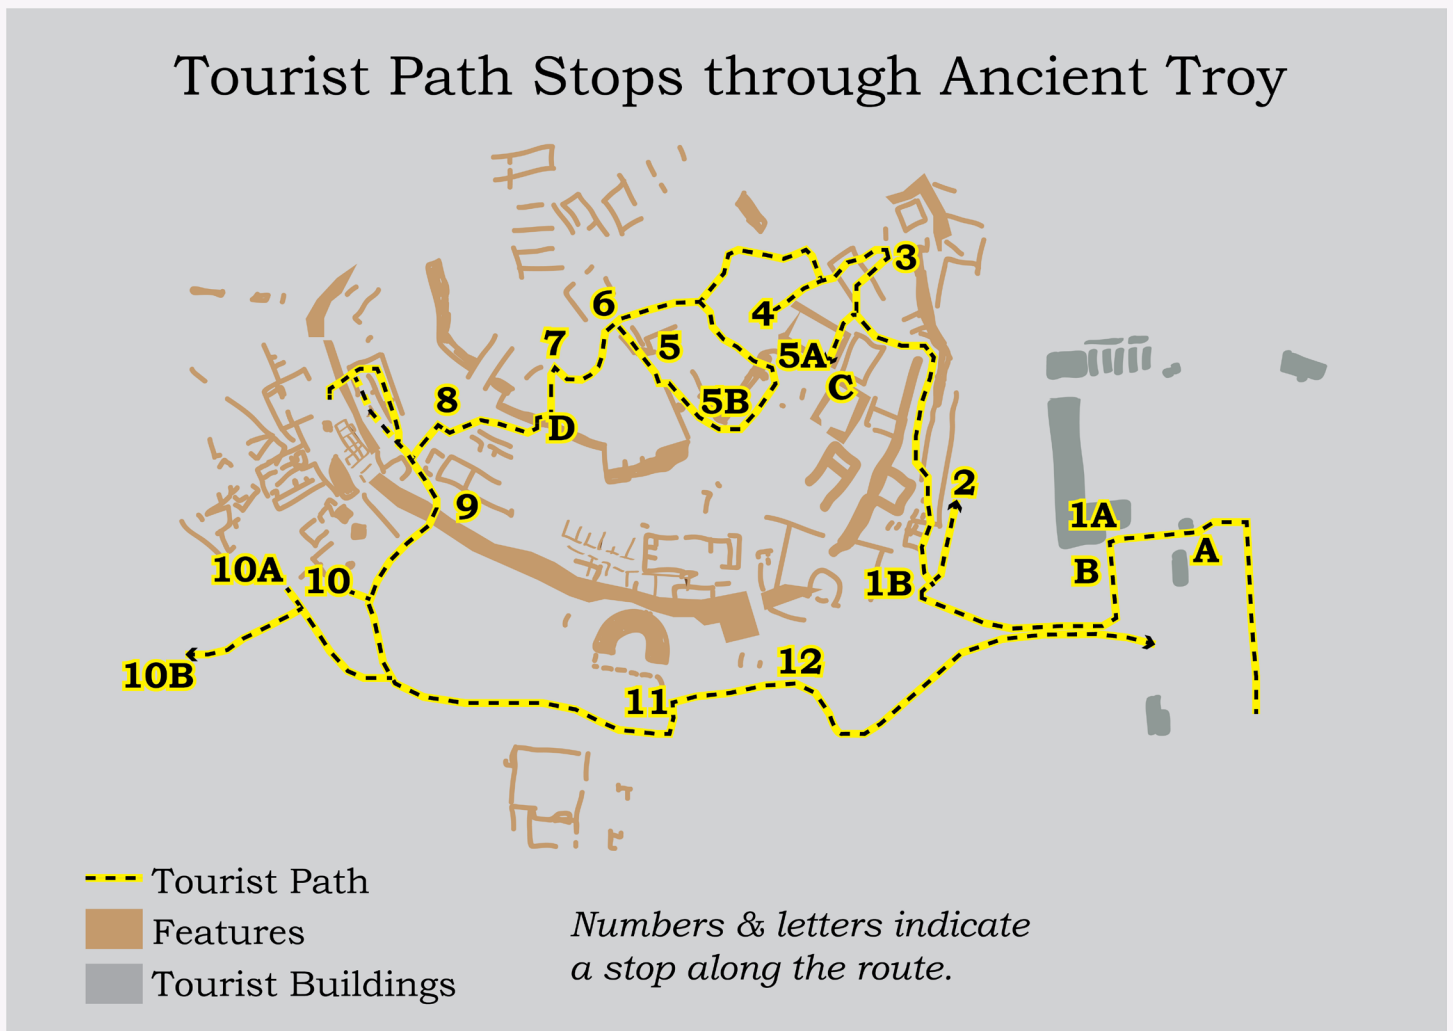 Tourist Path Stops through Ancient Troy
3
6
4
7
5
5A
C
8
5B
D
2
9
1A
A
10A
10
1B
B
12
10B
11
Tourist Path
Features
Tourist Buildings
Numbers & letters indicate
a stop along the route.